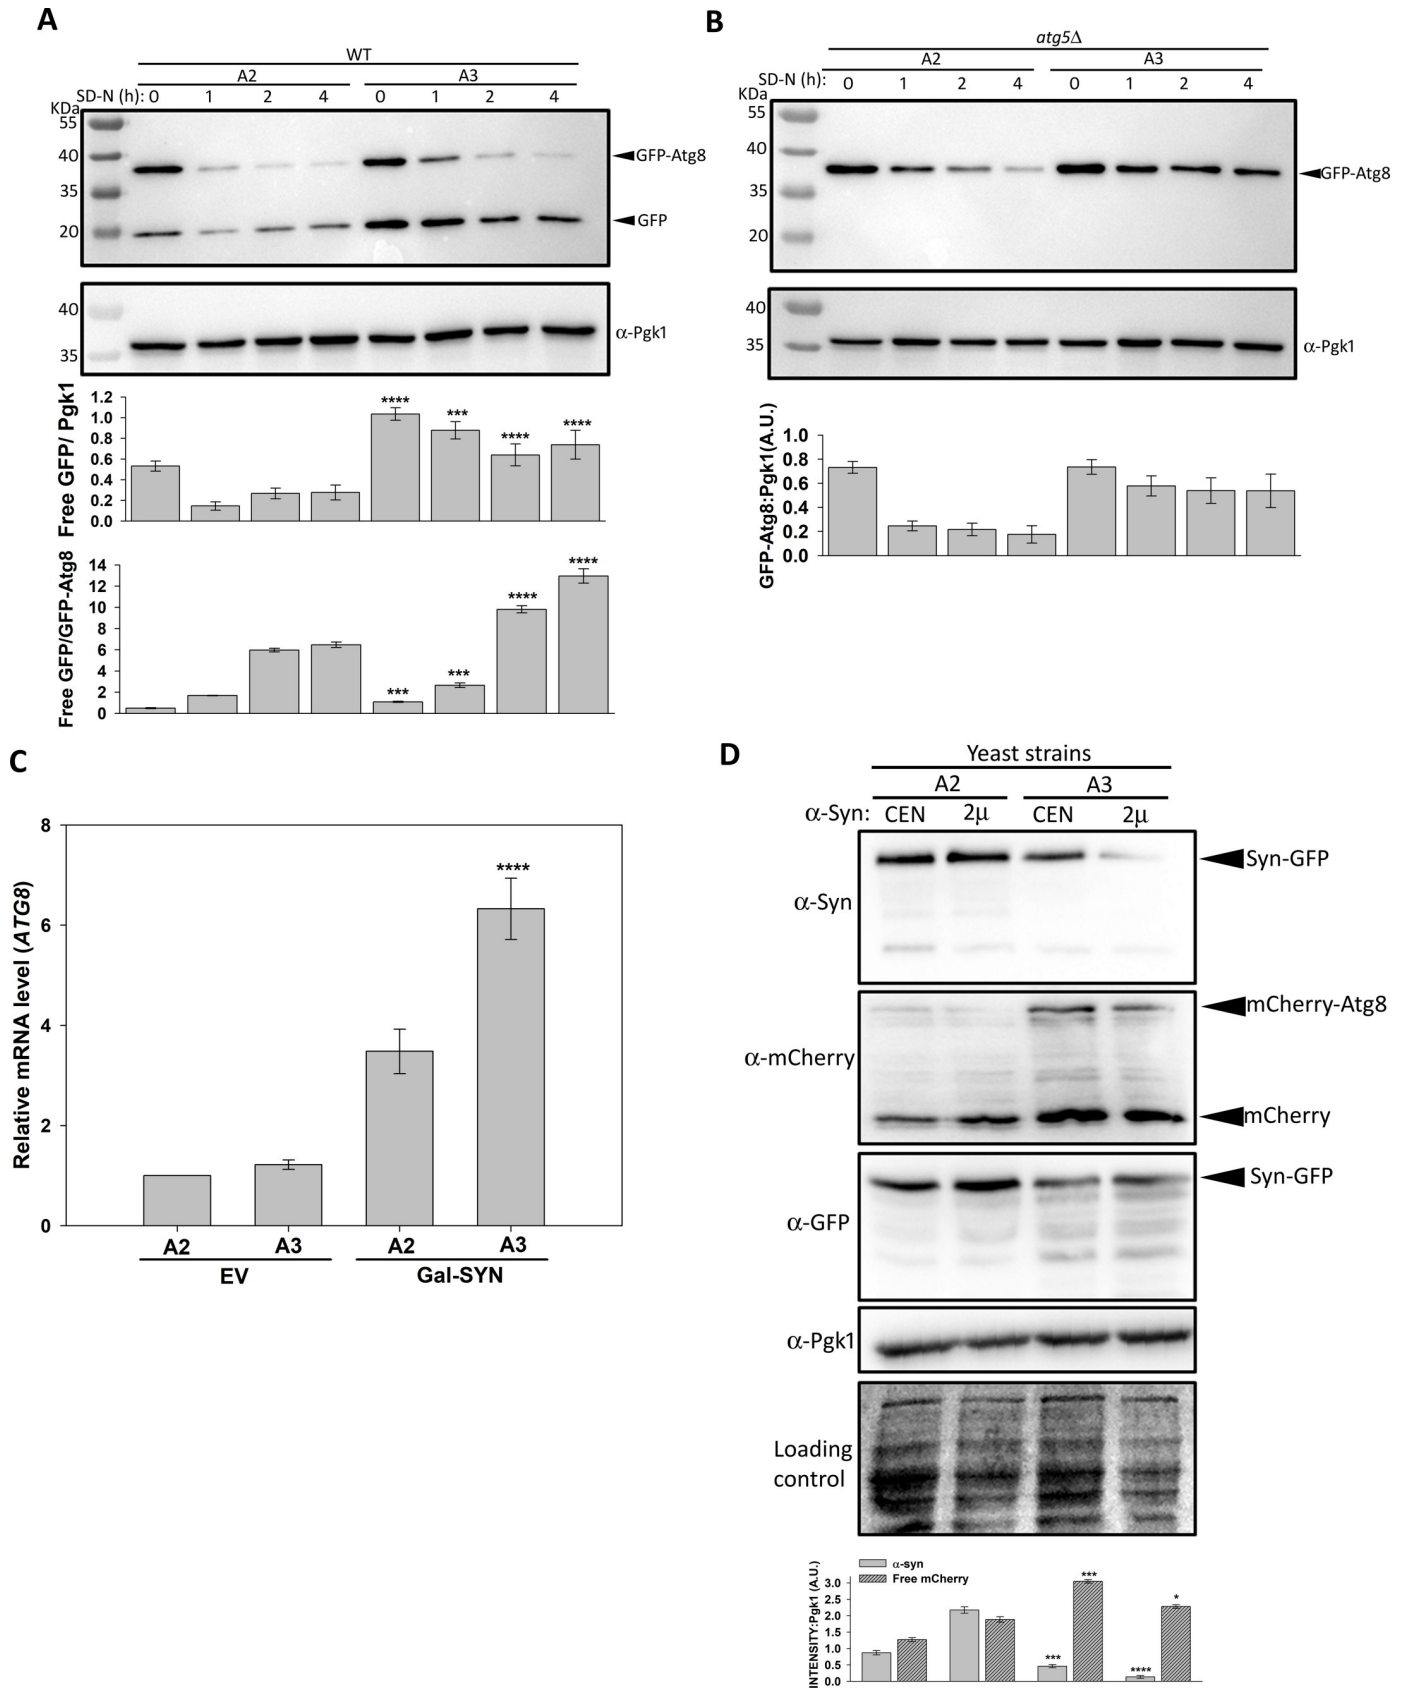 A
WT
A2 A3
SD-N (h): 0 1 2 4 0 1 2 4
KDa
55
40
35
20
GFP-Atg8
GFP
40
35
α-Pgk1
Free GFP/ Pgk1
1.2
1.0
0.8
0.6
0.4
0.2
0.0
**** *** **** ****
Free GFP/GFP-Atg8
14
12
10
8
6
4
2
0
*** *** **** ****
B
atg5Δ
A2 A3
SD-N (h): 0 1 2 4 0 1 2 4
KDa
55
40
35
20
GFP-Atg8
40
35
α-Pgk1
GFP-Atg8:Pgk1(A.U.)
1.0
0.8
0.6
0.4
0.2
0.0
C
Relative mRNA level (ATG8)
8
6
4
2
0
****
A2 A3 A2 A3
EV Gal-SYN
D
Yeast strains
A2 A3
α-Syn: CEN 2μ CEN 2μ
α-Syn
Syn-GFP
α-mCherry
mCherry-Atg8
mCherry
α-GFP
Syn-GFP
α-Pgk1
Loading
control
α-syn
Free mCherry
INTENSITY:Pgk1 (A.U.)
3.0
2.5
2.0
1.5
1.0
0.5
0.0
*** *** **** *